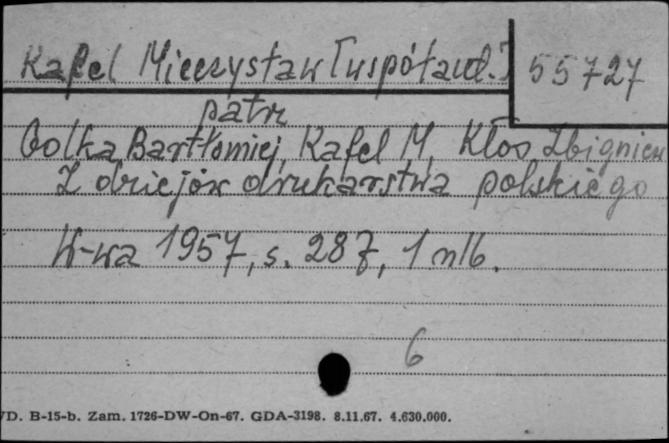 Kafel Mieczysław [współaut.] 55727
patrz
Golka Bartłomiej, Kafel M, Kłos Zbigniew
Z dziejów drukarstwa polskiego
W-wa 1957, s. 287, 1 nlb.
6
D. B-15-b. Zam. 1726-DW-On-67. GDA-3198. 8.11.67. 4.630.000.